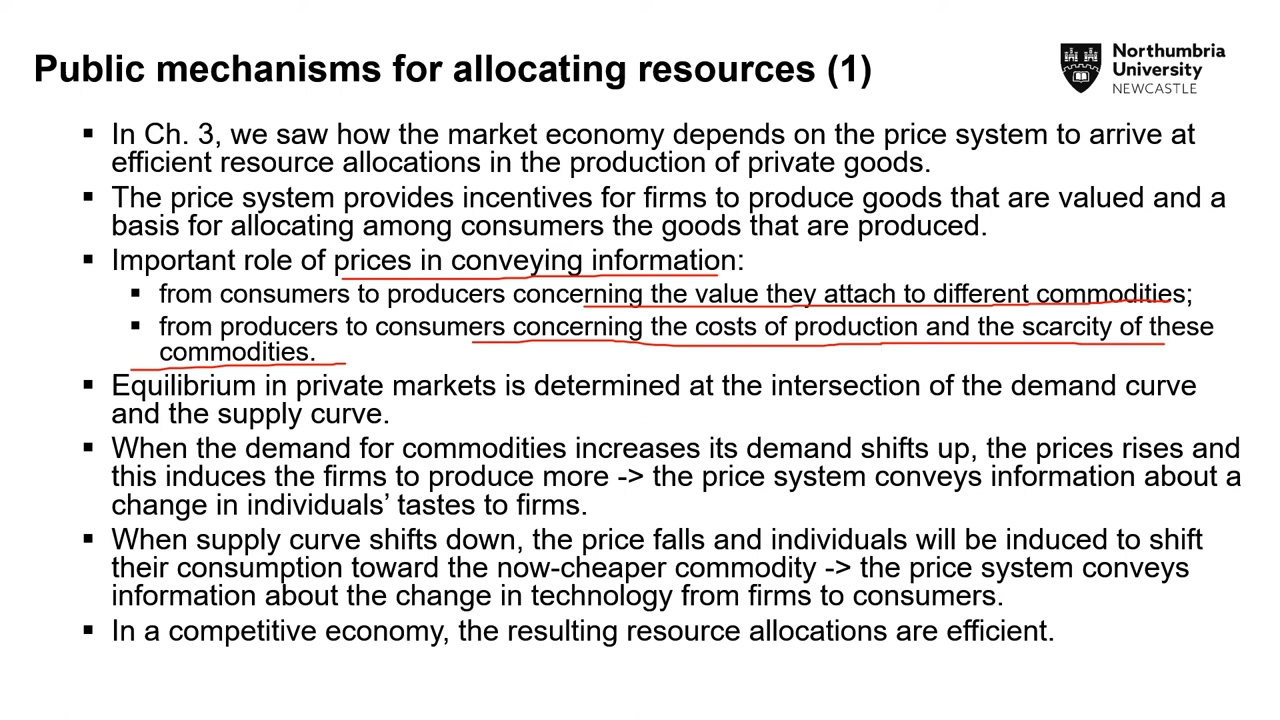 Public mechanisms for allocating resources (1)
Northumbria
University
NEWCASTLE
▪ In Ch. 3, we saw how the market economy depends on the price system to arrive at
efficient resource allocations in the production of private goods.
▪ The price system provides incentives for firms to produce goods that are valued and a
basis for allocating among consumers the goods that are produced.
▪ Important role of prices in conveying information:
▪ from consumers to producers concerning the value they attach to different commodities;
▪ from producers to consumers concerning the costs of production and the scarcity of these
commodities.
▪ Equilibrium in private markets is determined at the intersection of the demand curve
and the supply curve.
▪ When the demand for commodities increases its demand shifts up, the prices rises and
this induces the firms to produce more -> the price system conveys information about a
change in individuals’ tastes to firms.
▪ When supply curve shifts down, the price falls and individuals will be induced to shift
their consumption toward the now-cheaper commodity -> the price system conveys
information about the change in technology from firms to consumers.
▪ In a competitive economy, the resulting resource allocations are efficient.